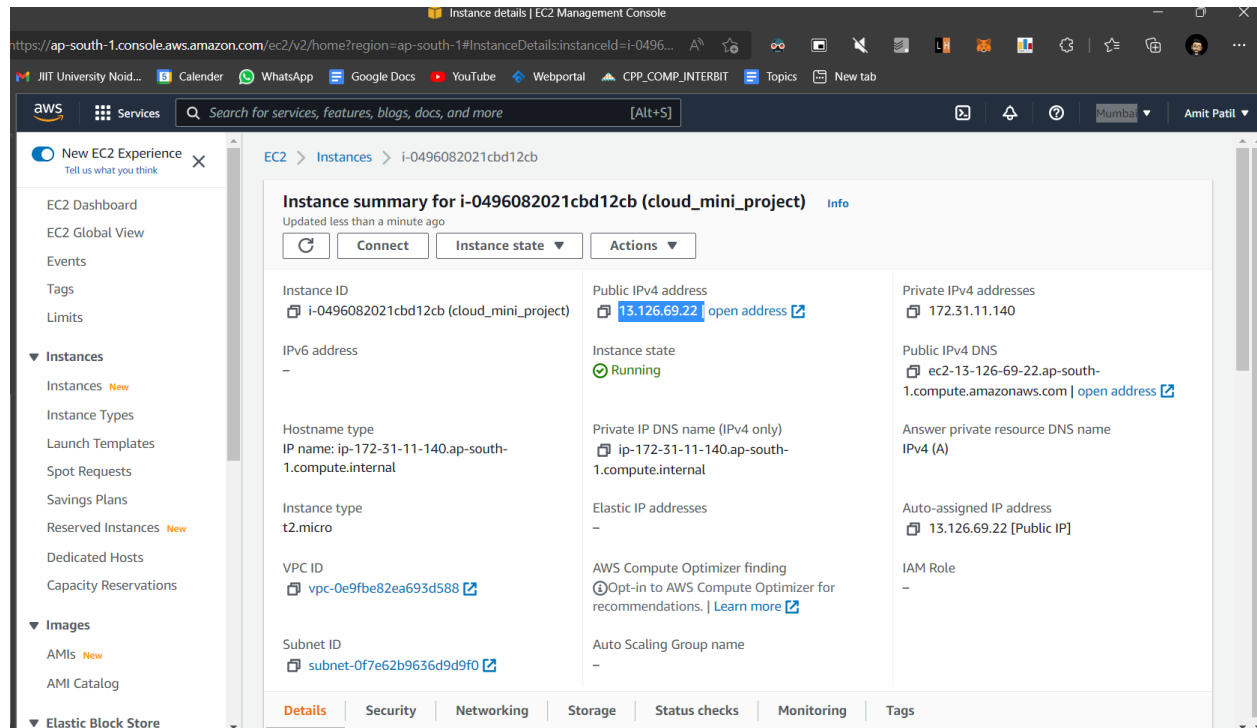 Instance details | EC2 Management Console
https://ap-south-1.console.aws.amazon.com/ec2/v2/home?region=ap-south-1#InstanceDetails:instanceId=i-0496...
JIIT University Noid... Calender WhatsApp Google Docs YouTube Webportal CPP_COMP_INTERBIT Topics New tab
aws Services Search for services, features, blogs, docs, and more [Alt+S] Mumbai Amit Patil
New EC2 Experience
Tell us what you think
EC2 Dashboard
EC2 Global View
Events
Tags
Limits
Instances
Instances New
Instance Types
Launch Templates
Spot Requests
Savings Plans
Reserved Instances New
Dedicated Hosts
Capacity Reservations
Images
AMIs New
AMI Catalog
Elastic Block Store
EC2 > Instances > i-0496082021cbd12cb
Instance summary for i-0496082021cbd12cb (cloud_mini_project) Info
Updated less than a minute ago
Connect Instance state Actions
Instance ID
i-0496082021cbd12cb (cloud_mini_project)
Public IPv4 address
13.126.69.22 | open address
Private IPv4 addresses
172.31.11.140
IPv6 address
–
Instance state
Running
Public IPv4 DNS
ec2-13-126-69-22.ap-south-
1.compute.amazonaws.com | open address
Hostname type
IP name: ip-172-31-11-140.ap-south-
1.compute.internal
Private IP DNS name (IPv4 only)
ip-172-31-11-140.ap-south-
1.compute.internal
Answer private resource DNS name
IPv4 (A)
Instance type
t2.micro
Elastic IP addresses
–
Auto-assigned IP address
13.126.69.22 [Public IP]
VPC ID
vpc-0e9fbe82ea693d588
AWS Compute Optimizer finding
Opt-in to AWS Compute Optimizer for
recommendations. | Learn more
IAM Role
–
Subnet ID
subnet-0f7e62b9636d9d9f0
Auto Scaling Group name
–
Details Security Networking Storage Status checks Monitoring Tags